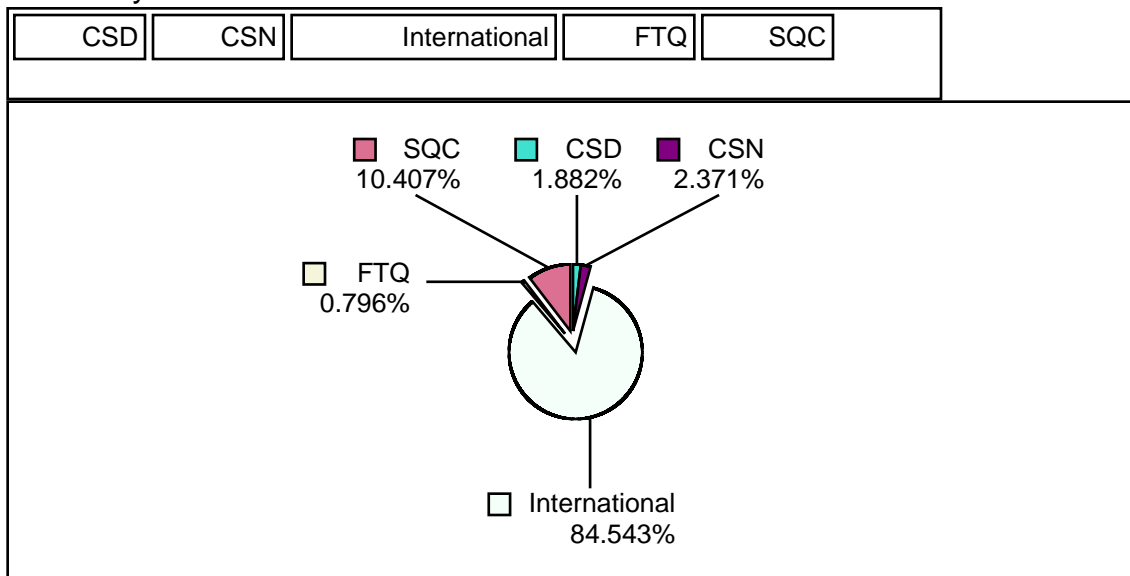 CSD CSN International FTQ SQC
SQC CSD CSN
10.407% 1.882% 2.371%
FTQ
0.796%
International
84.543%